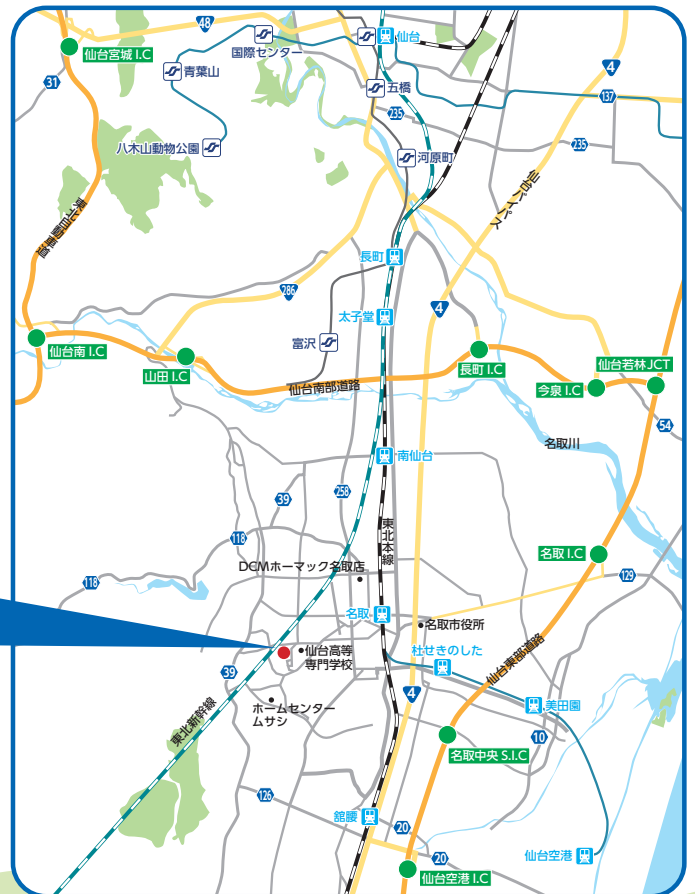 48
仙台
仙台宮城 I.C
国際センター
青葉山
4
31
五橋
137
235
八木山動物公園
河原町
235
仙台バイパス
東北自動車道
長町
286
4
太子堂
富沢
仙台南 I.C
長町 I.C
仙台若林 JCT
山田 I.C
仙台南部道路
今泉 I.C
54
名取川
南仙台
39
258
東北本線
118
名取 I.C
DCMホーマック名取店
118
129
名取
名取市役所
仙台高等
専門学校
杜せきのした
仙台東部道路
39
4
ホームセンター
ムサシ
美田園
東北新幹線
10
名取中央 S.I.C
126
舘腰
20
20
仙台空港
仙台空港 I.C